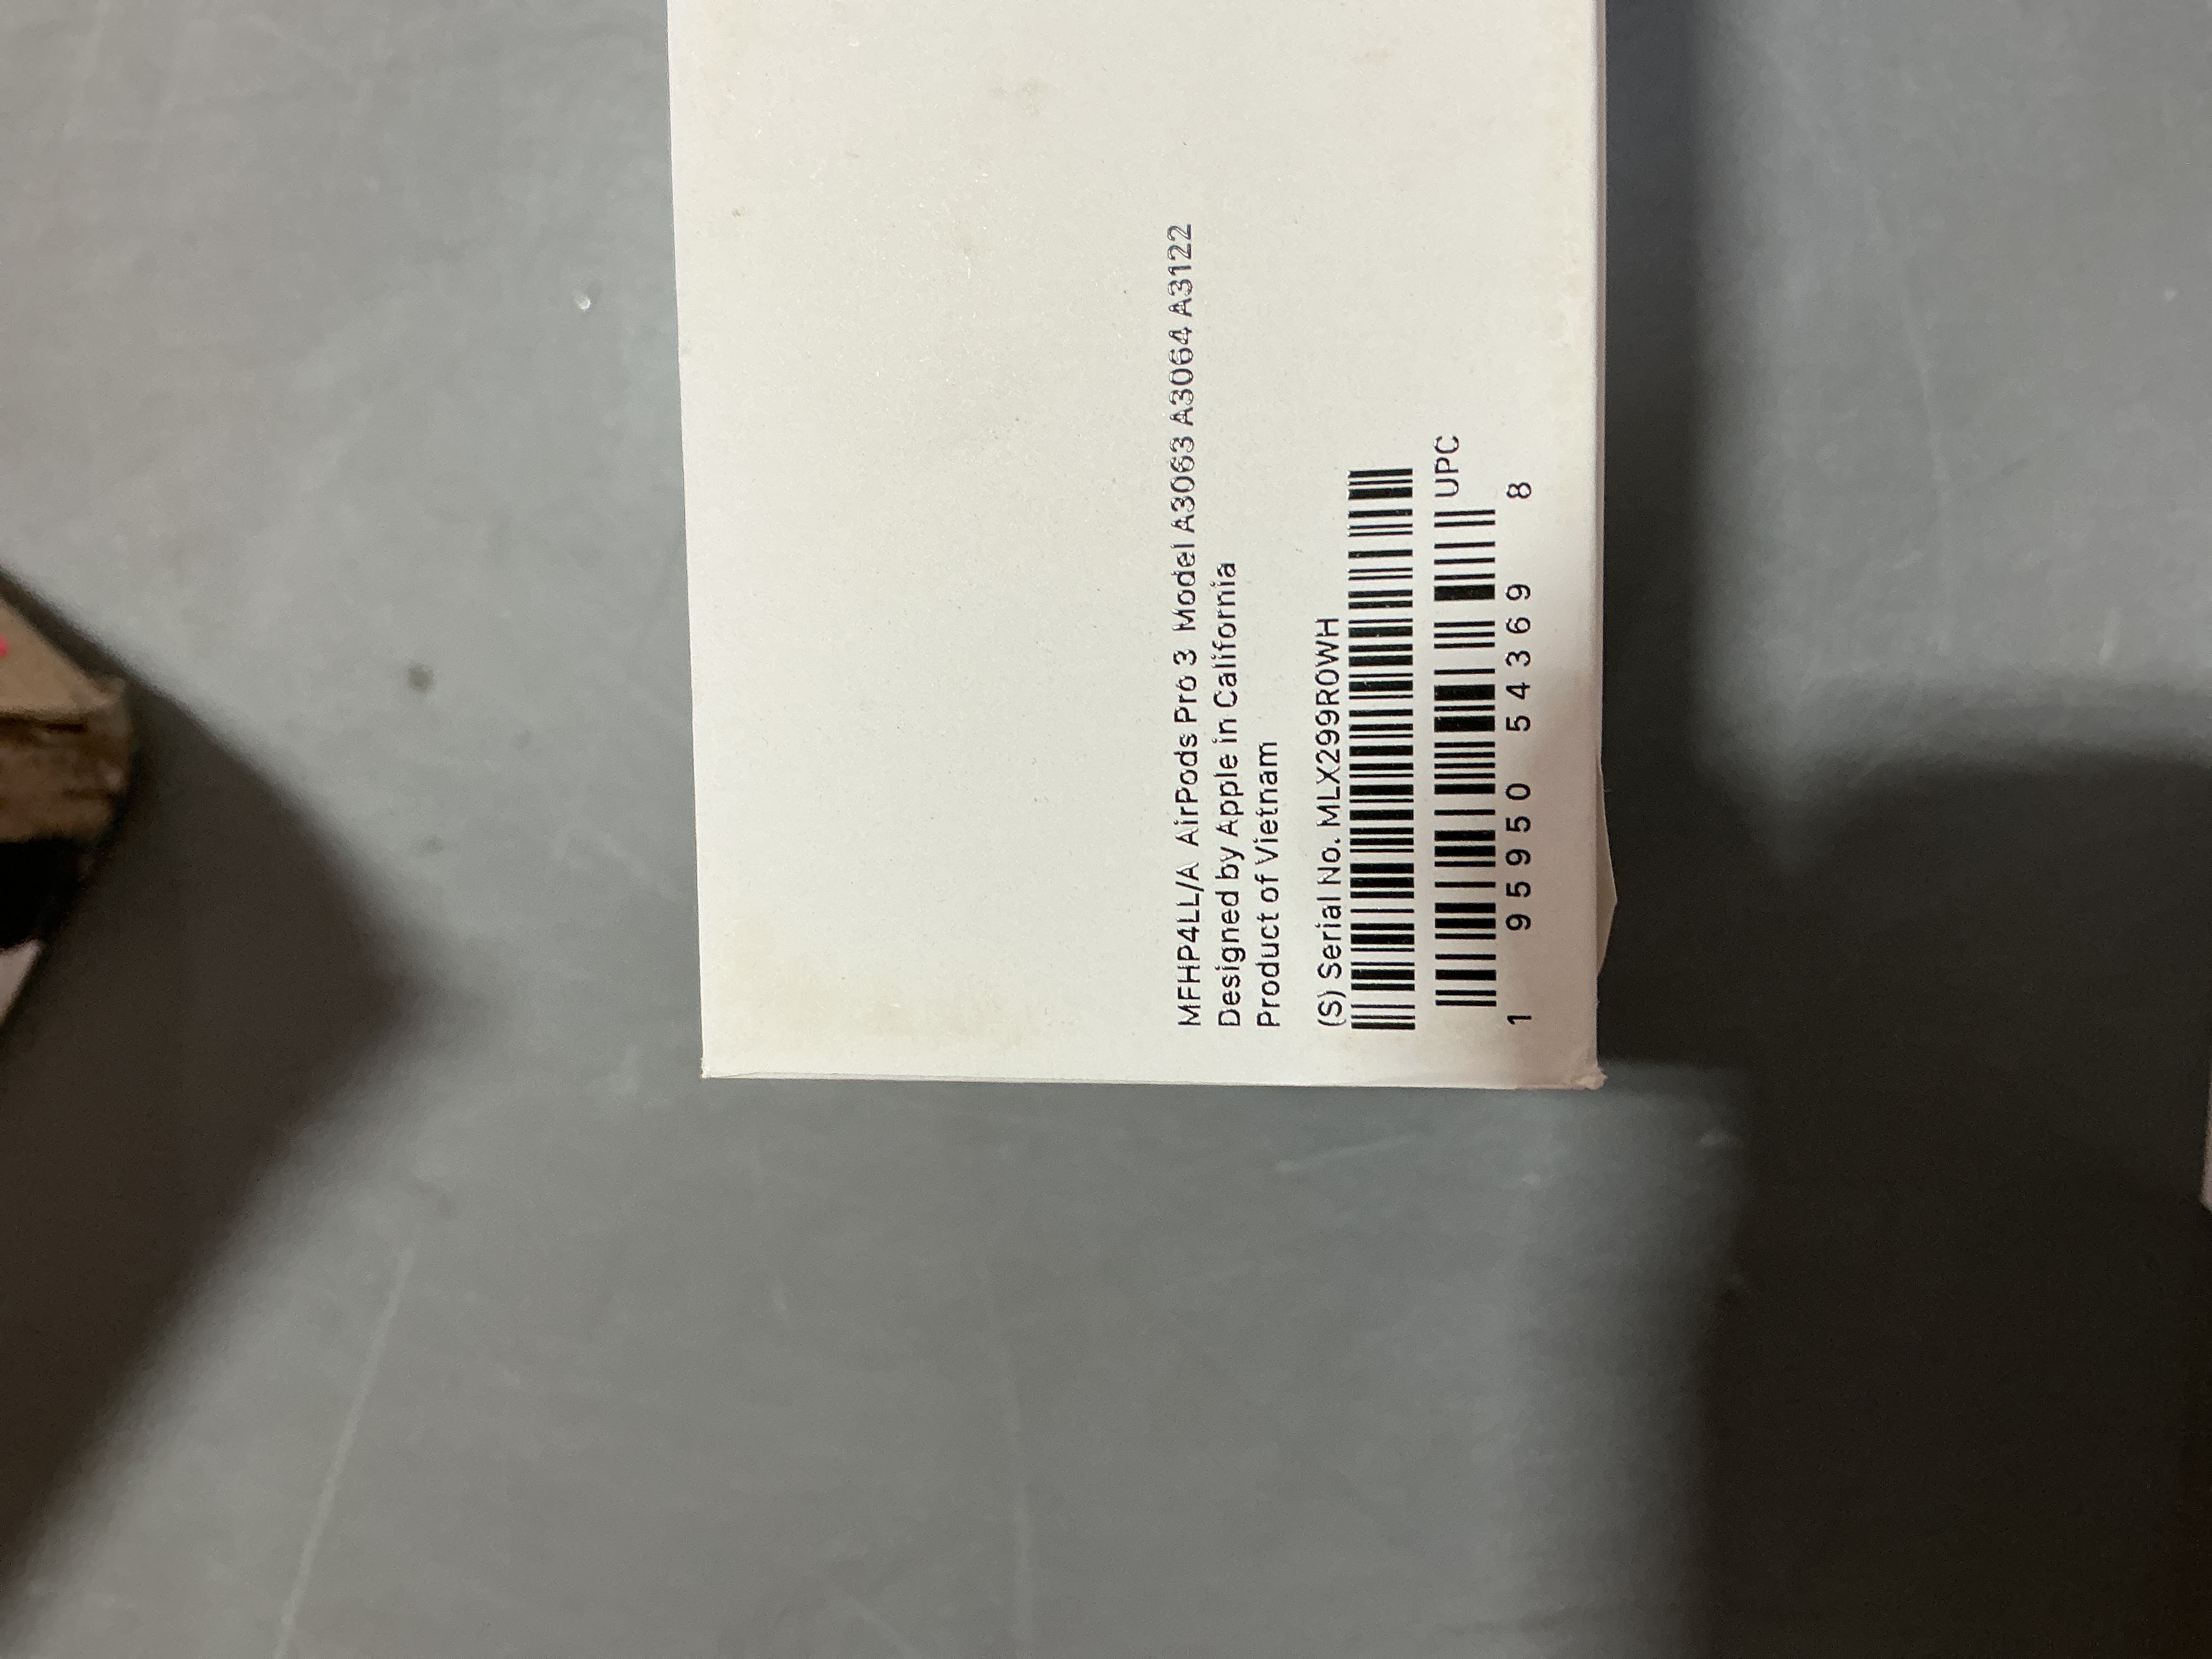 MFHP4LL/A AirPods Pro 3 Model A3063 A3064 A3122
Designed by Apple in California
Product of Vietnam
(S) Serial No. MLX299R0WH
UPC
1 95950 54369 8